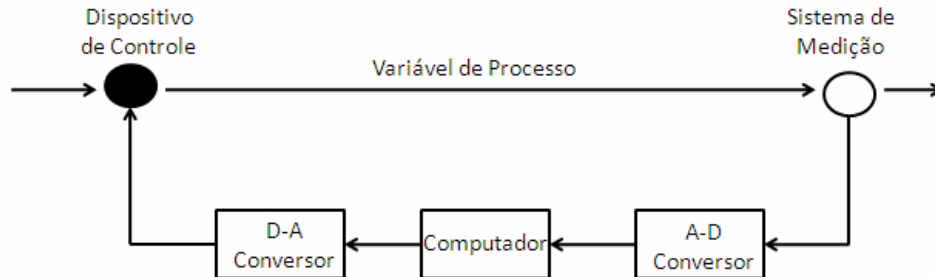 Dispositivo
de Controle
Sistema de
Medição
Variável de Processo
D-A
Conversor
Computador
A-D
Conversor